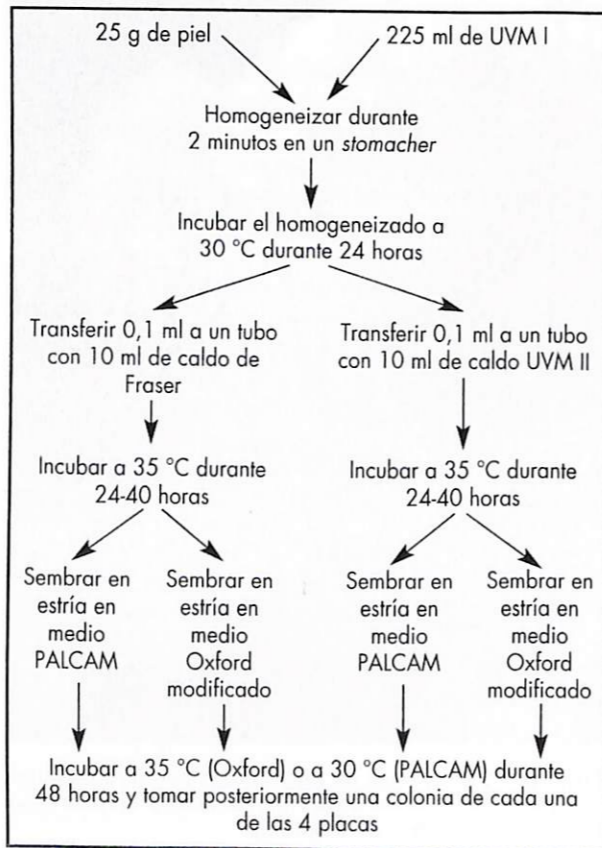 25 g de piel
225 ml de UVM I
Homogeneizar durante
2 minutos en un stomacher
Incubar el homogeneizado a
30 °C durante 24 horas
Transferir 0,1 ml a un tubo
con 10 ml de caldo de
Fraser
Transferir 0,1 ml a un tubo
con 10 ml de caldo UVM II
Incubar a 35 °C durante
24-40 horas
Incubar a 35 °C durante
24-40 horas
Sembrar en
estría en
medio
PALCAM
Sembrar en
estría en
medio
Oxford
modificado
Sembrar en
estría en
medio
PALCAM
Sembrar en
estría en
medio
Oxford
modificado
Incubar a 35 °C (Oxford) o a 30 °C (PALCAM) durante
48 horas y tomar posteriormente una colonia de cada una
de las 4 placas